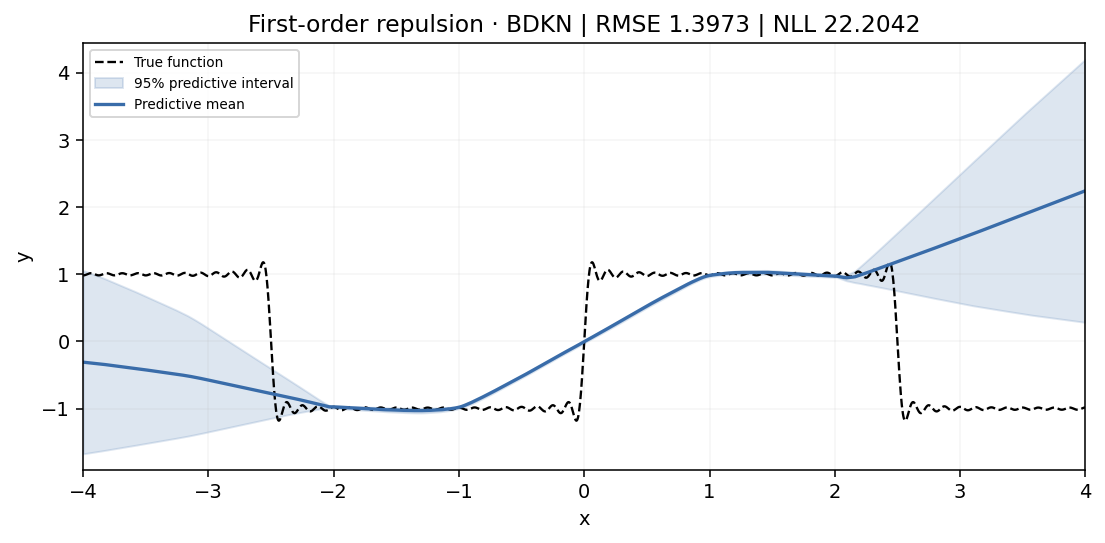 First-order repulsion · BDKN | RMSE 1.3973 | NLL 22.2042
True function
95% predictive interval
Predictive mean
4
3
2
1
0
−1
y
−4
−3
−2
−1
0
1
2
3
4
x